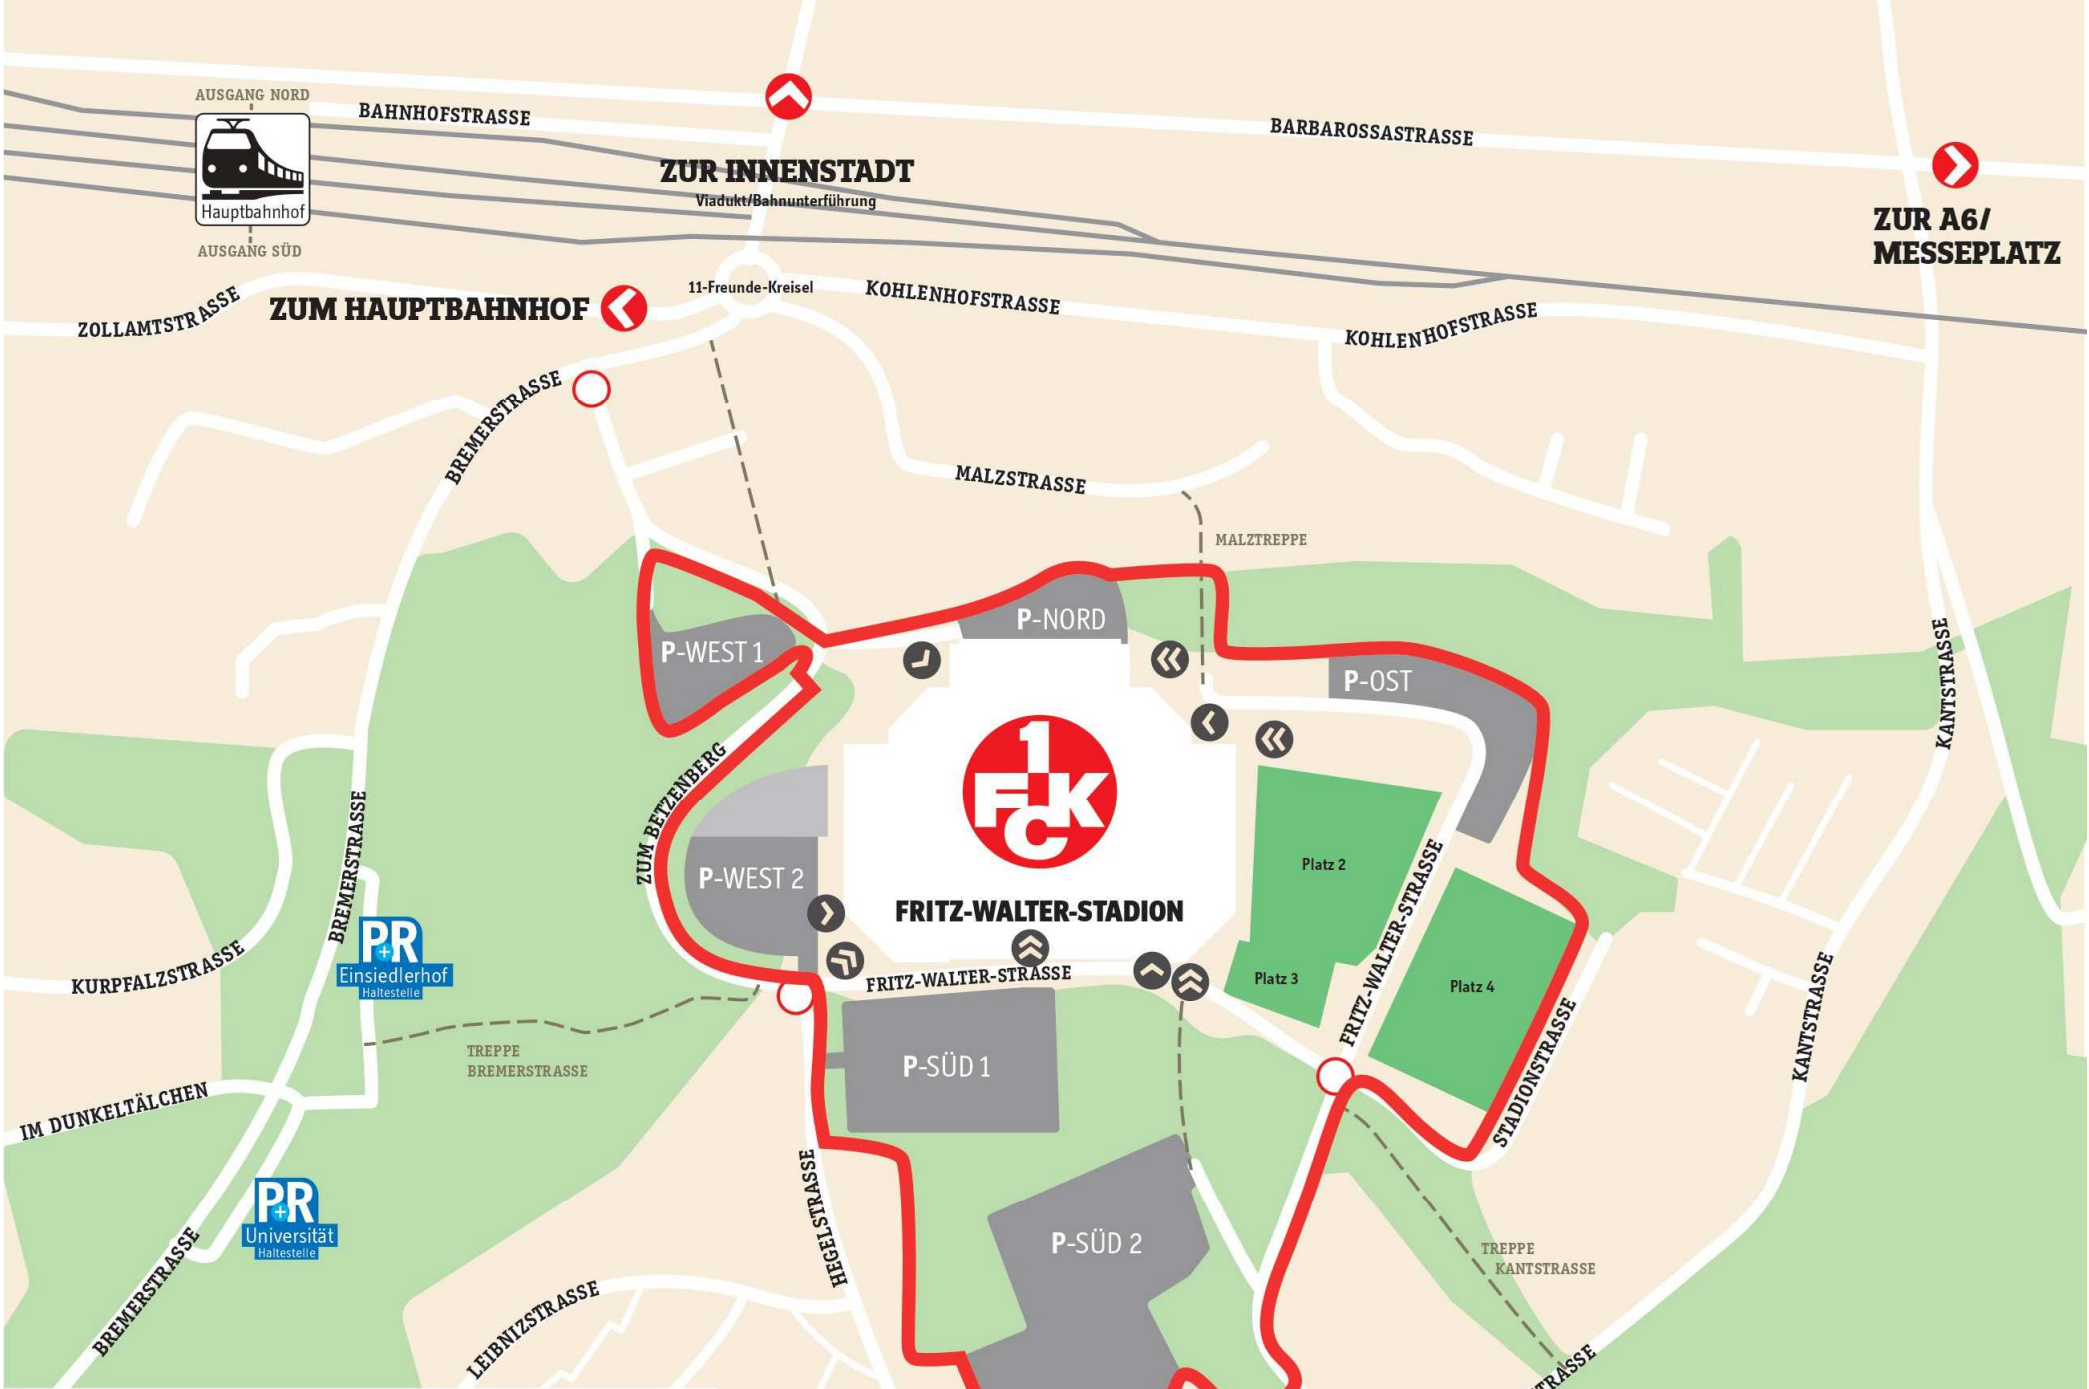 AUSGANG NORD
BAHNHOFSTRASSE
BARBAROSSASTRASSE
Hauptbahnhof
ZUR INNENSTADT
Viadukt/Bahnunterführung
ZUR A6/
MESSEPLATZ
AUSGANG SÜD
ZOLLAMTSTRASSE
ZUM HAUPTBAHNHOF
11-Freunde-Kreisel
KOHLENHOFSTRASSE
KOHLENHOFSTRASSE
BREMERSTRASSE
MALZSTRASSE
MALZTREPPE
P-NORD
P-WEST 1
P-OST
KANTSTRASSE
1
FCK
ZUM BETZENBERG
P-WEST 2
Platz 2
FRITZ-WALTER-STADION
FRITZ-WALTER-STRASSE
BREMERSTRASSE
P+R
Einsiedlerhof
Haltestelle
KURPFALZSTRASSE
FRITZ-WALTER-STRASSE
Platz 3
Platz 4
KANTSTRASSE
TREPPE
BREMERSTRASSE
P-SÜD 1
STADIONSTRASSE
IM DUNKELTÄLCHEN
HEGELSTRASSE
P+R
Universität
Haltestelle
P-SÜD 2
TREPPE
KANTSTRASSE
BREMERSTRASSE
LEIBNIZSTRASSE
TRASSE